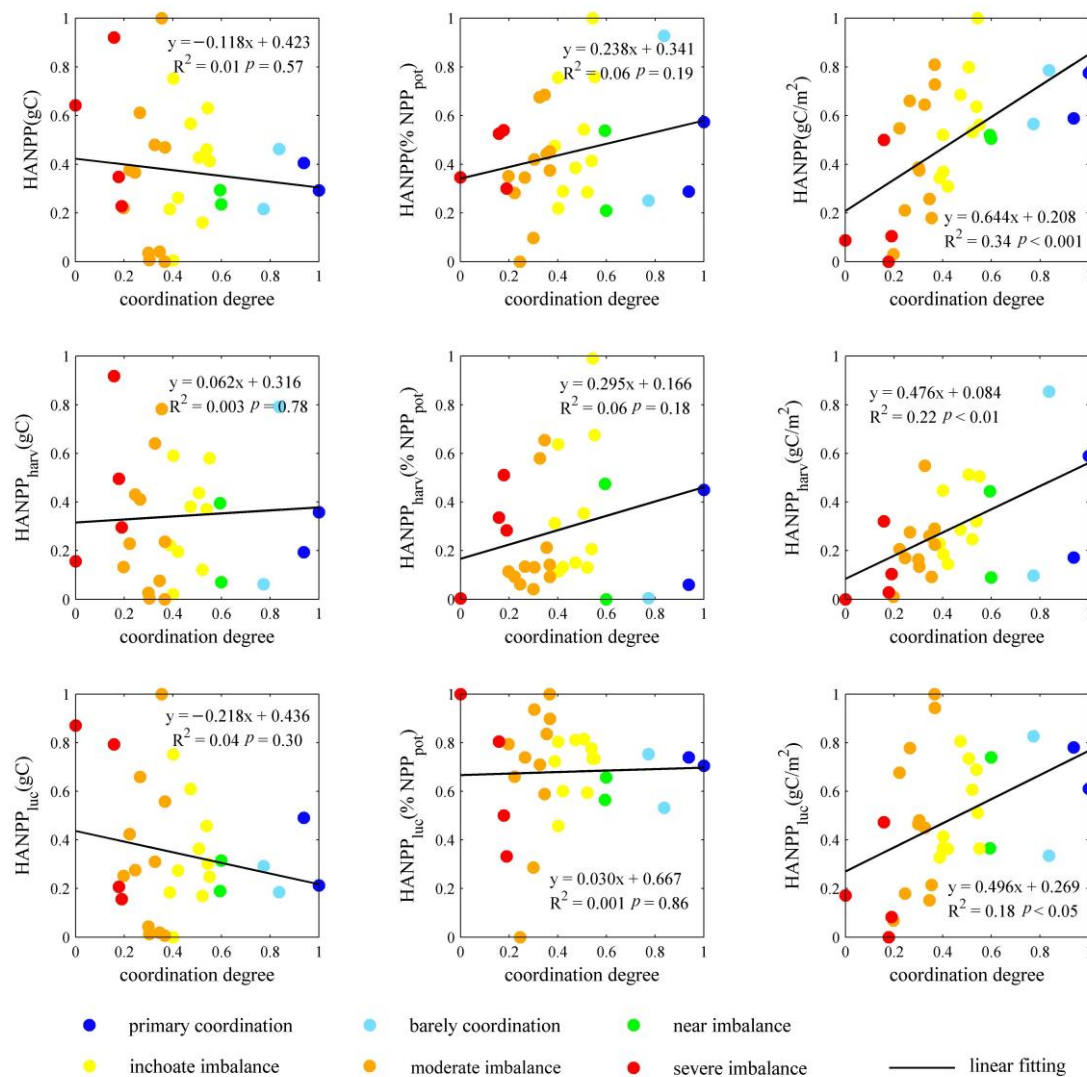 y = −0.118x + 0.423
R² = 0.01 p = 0.57
HANPP(gC)
1
0.8
0.6
0.4
0.2
0
0 0.2 0.4 0.6 0.8 1
coordination degree
y = 0.238x + 0.341
R² = 0.06 p = 0.19
HANPP(% NPP_pot)
1
0.8
0.6
0.4
0.2
0
0 0.2 0.4 0.6 0.8 1
coordination degree
y = 0.644x + 0.208
R² = 0.34 p < 0.001
HANPP(gC/m²)
1
0.8
0.6
0.4
0.2
0
0 0.2 0.4 0.6 0.8 1
coordination degree
y = 0.062x + 0.316
R² = 0.003 p = 0.78
HANPP_harv(gC)
1
0.8
0.6
0.4
0.2
0
0 0.2 0.4 0.6 0.8 1
coordination degree
y = 0.295x + 0.166
R² = 0.06 p = 0.18
HANPP_harv(% NPP_pot)
1
0.8
0.6
0.4
0.2
0
0 0.2 0.4 0.6 0.8 1
coordination degree
y = 0.476x + 0.084
R² = 0.22 p < 0.01
HANPP_harv(gC/m²)
1
0.8
0.6
0.4
0.2
0
0 0.2 0.4 0.6 0.8 1
coordination degree
y = −0.218x + 0.436
R² = 0.04 p = 0.30
HANPP_luc(gC)
1
0.8
0.6
0.4
0.2
0
0 0.2 0.4 0.6 0.8 1
coordination degree
y = 0.030x + 0.667
R² = 0.001 p = 0.86
HANPP_luc(% NPP_pot)
1
0.8
0.6
0.4
0.2
0
0 0.2 0.4 0.6 0.8 1
coordination degree
y = 0.496x + 0.269
R² = 0.18 p < 0.05
HANPP_luc(gC/m²)
1
0.8
0.6
0.4
0.2
0
0 0.2 0.4 0.6 0.8 1
coordination degree
primary coordination barely coordination near imbalance
inchoate imbalance moderate imbalance severe imbalance linear fitting